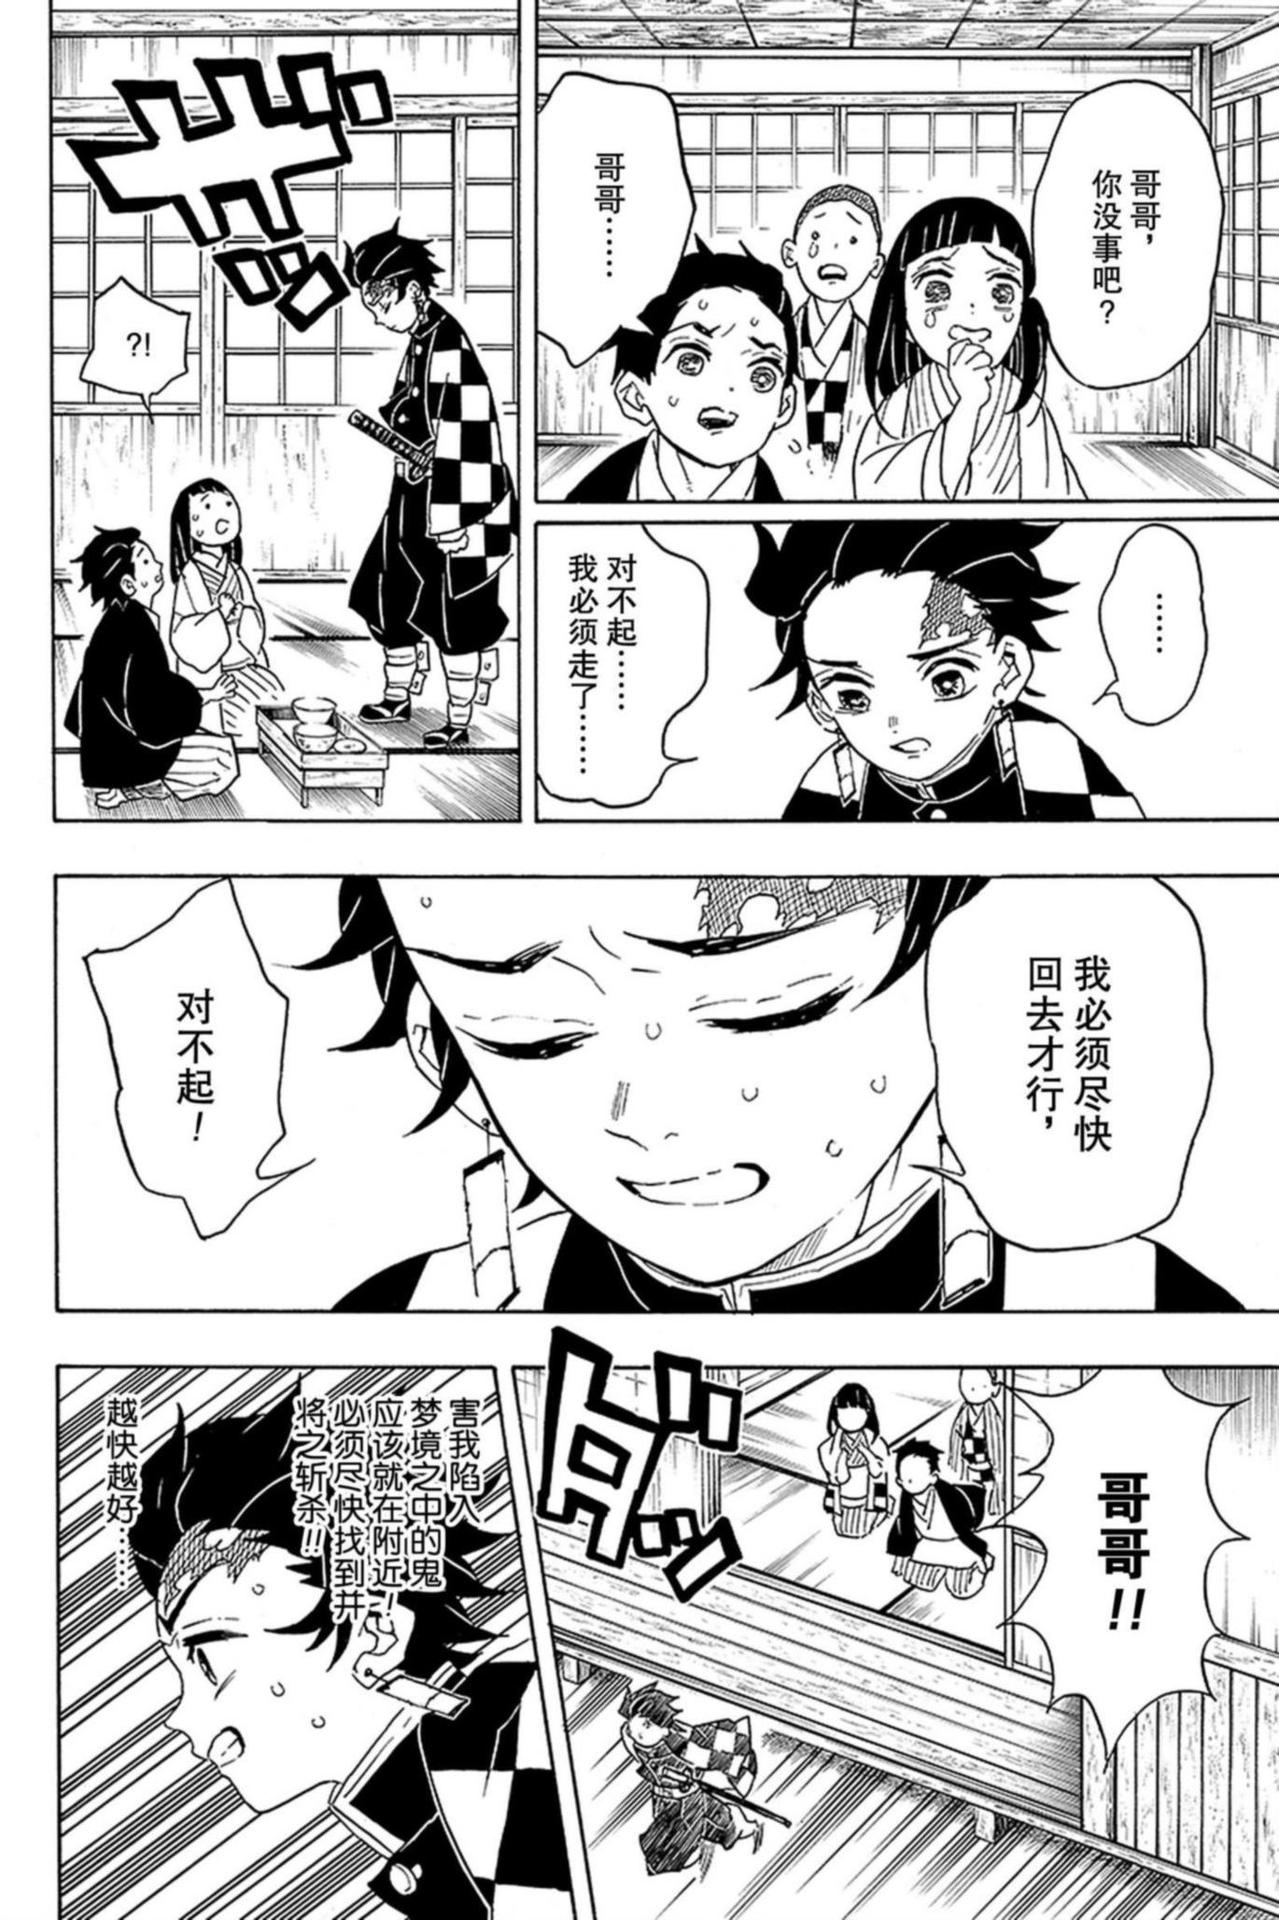 哥哥，
你没事吧？
哥哥……
……
对不起……
我必须走了……
?!
我必须尽快
回去才行，
对不起！
哥哥!!
害我陷入
梦境之中的鬼
应该就在附近！
必须尽快找到并
将之斩杀!!
越快越好……